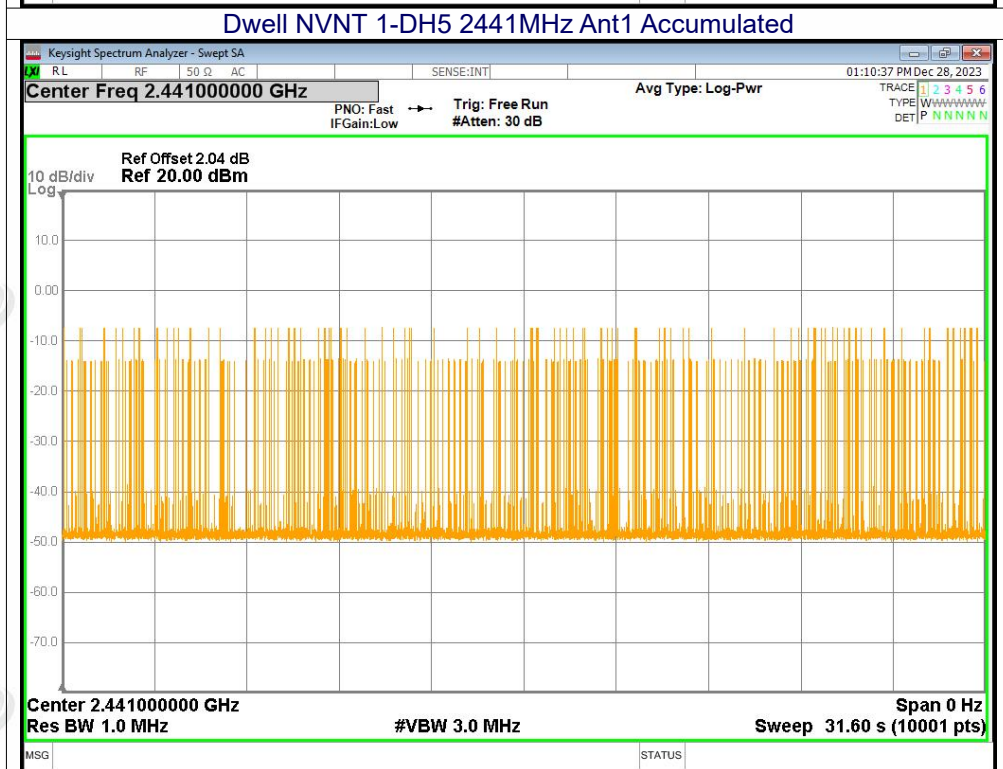 Dwell NVNT 1-DH5 2441MHz Ant1 Accumulated
Keysight Spectrum Analyzer - Swept SA
LXI RL RF 50 Ω AC SENSE:INT 01:10:37 PM Dec 28, 2023
Center Freq 2.441000000 GHz Avg Type: Log-Pwr TRACE 1 2 3 4 5 6
PNO: Fast Trig: Free Run TYPE WWWWWWW
IFGain:Low #Atten: 30 dB DET P N N N N N
Ref Offset 2.04 dB
10 dB/div Ref 20.00 dBm
Log
10.0
0.00
-10.0
-20.0
-30.0
-40.0
-50.0
-60.0
-70.0
Center 2.441000000 GHz Span 0 Hz
Res BW 1.0 MHz #VBW 3.0 MHz Sweep 31.60 s (10001 pts)
MSG STATUS